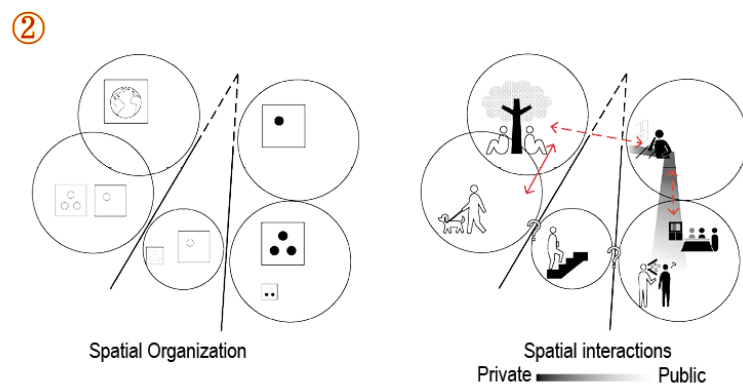 ②
? ?
Spatial Organization
Spatial interactions
Private Public